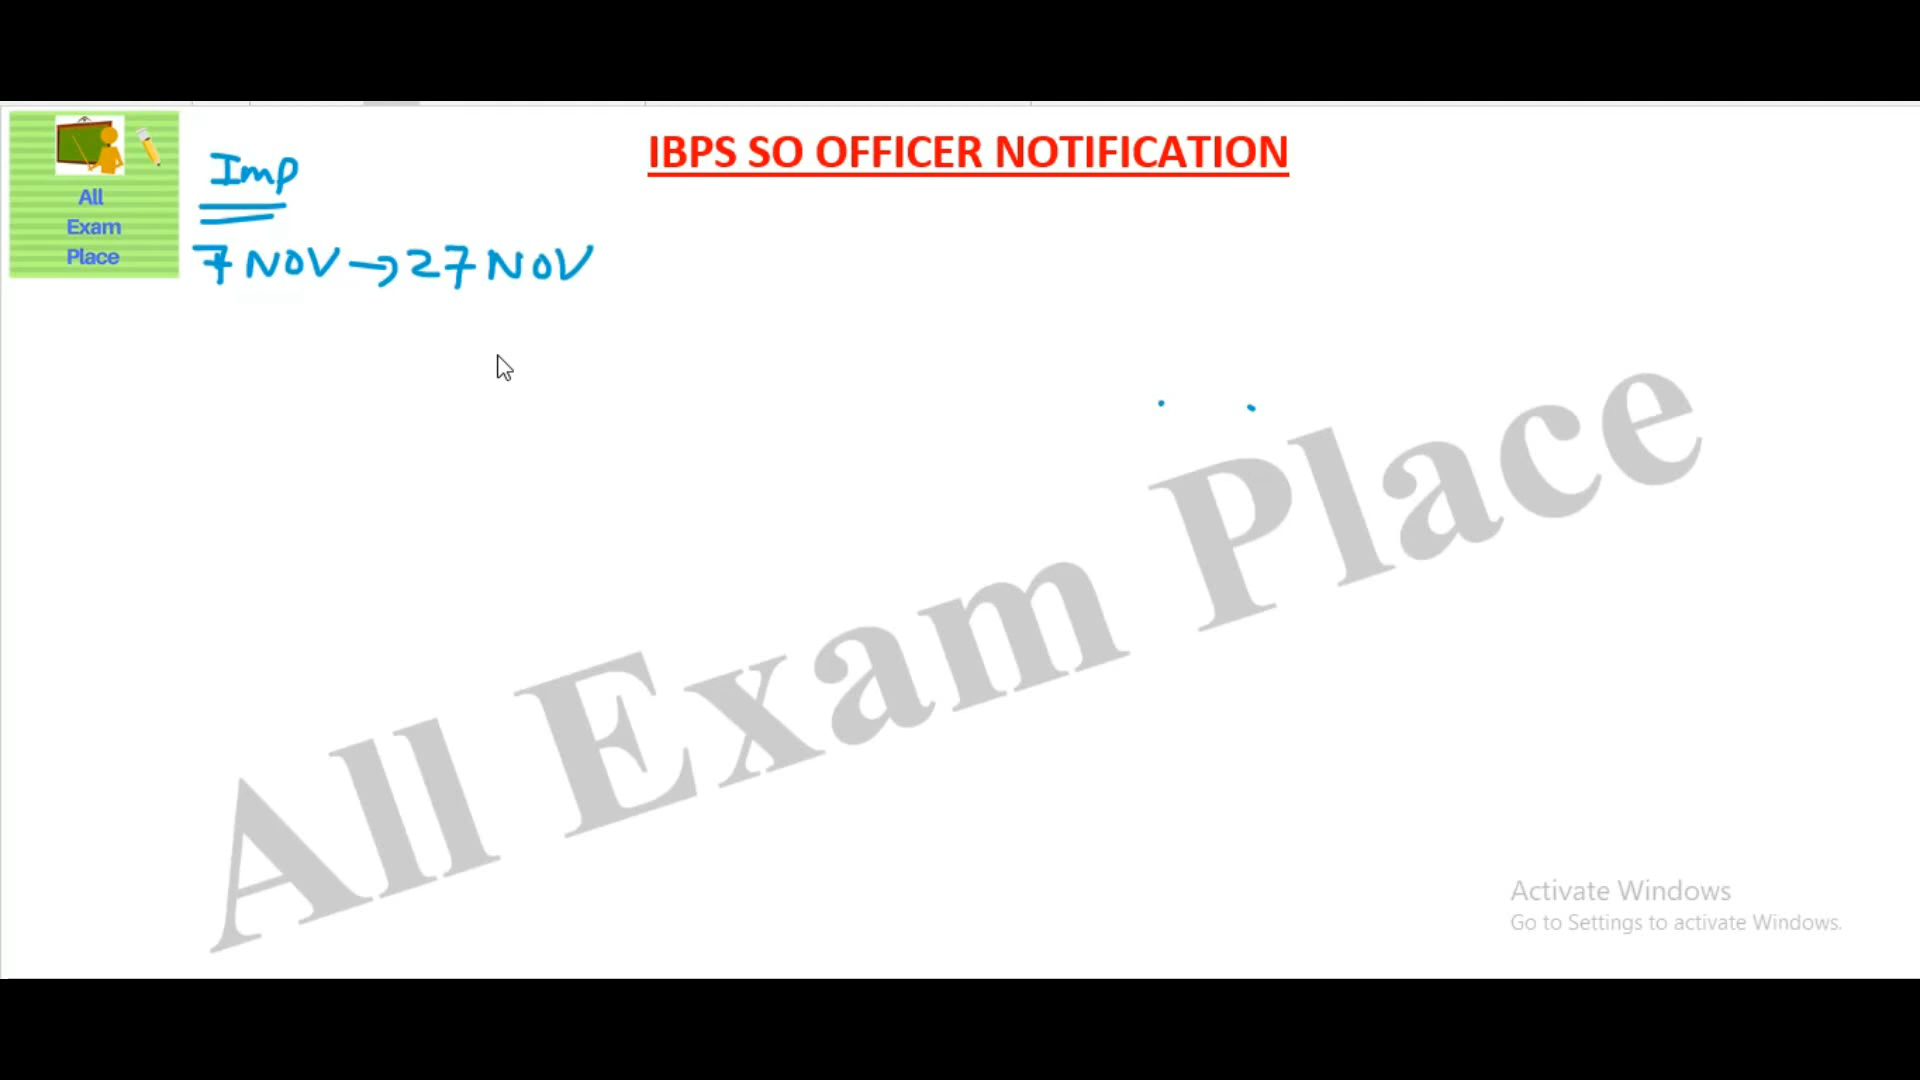 All
Exam
Place
IBPS SO OFFICER NOTIFICATION
Imp
7 NOV → 27 NOV
All Exam Place
Activate Windows
Go to Settings to activate Windows.